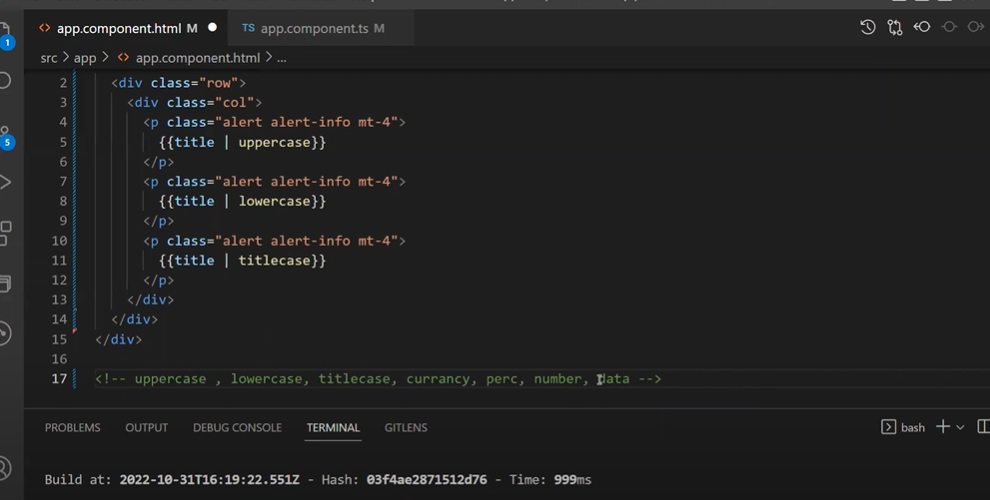 app.component.html M
TS app.component.ts M
src > app > app.component.html > ...
1
5
2 <div class="row">
3 <div class="col">
4 <p class="alert alert-info mt-4">
5 {{title | uppercase}}
6 </p>
7 <p class="alert alert-info mt-4">
8 {{title | lowercase}}
9 </p>
10 <p class="alert alert-info mt-4">
11 {{title | titlecase}}
12 </p>
13 </div>
14 </div>
15 </div>
16
17 <!-- uppercase , lowercase, titlecase, currancy, perc, number, data -->
PROBLEMS OUTPUT DEBUG CONSOLE TERMINAL GITLENS
bash
Build at: 2022-10-31T16:19:22.551Z - Hash: 03f4ae2871512d76 - Time: 999ms